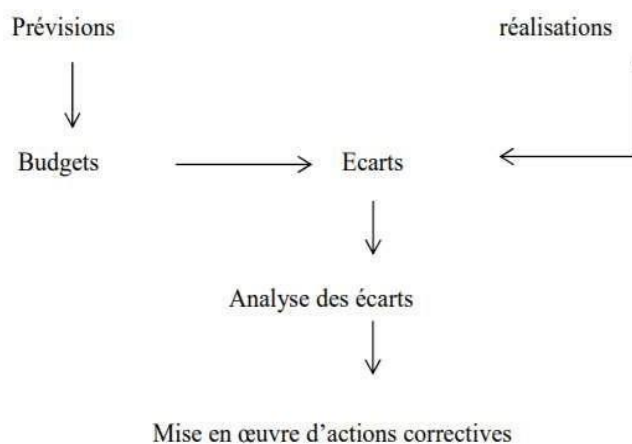 Prévisions réalisations
Budgets Ecarts
Analyse des écarts
Mise en œuvre d’actions correctives